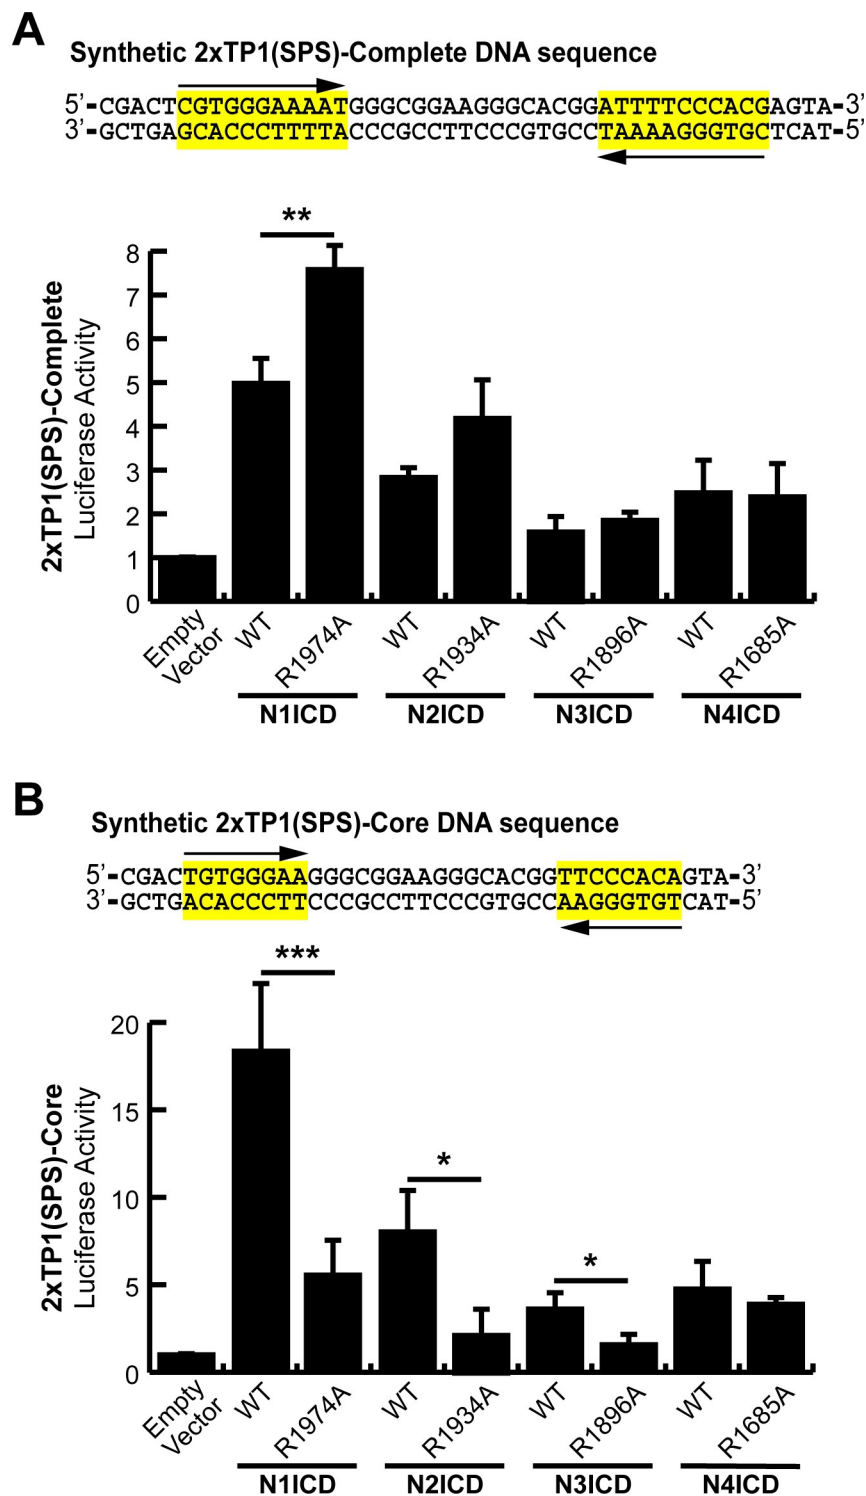 A
Synthetic 2xTP1(SPS)-Complete DNA sequence
5’-CGACTCGTGGGAAAATGGGCGGAAGGGCACGGATTTTCCCACGAGTA-3’
3’-GCTGAGCACCCTTTTACCCGCCTTCCCGTGCCTAAAAGGGTGCTCAT-5’
**
2xTP1(SPS)-Complete
Luciferase Activity
8
7
6
5
4
3
2
1
0
Empty Vector
WT
R1974A
WT
R1934A
WT
R1896A
WT
R1685A
N1ICD
N2ICD
N3ICD
N4ICD
B
Synthetic 2xTP1(SPS)-Core DNA sequence
5’-CGACTGTGGGAAGGGCGGAAGGGCACGGTTCCCACAGTA-3’
3’-GCTGACACCCTTCCCGCCTTCCCGTGCCAAGGGTGTCAT-5’
***
*
*
2xTP1(SPS)-Core
Luciferase Activity
20
15
10
5
0
Empty Vector
WT
R1974A
WT
R1934A
WT
R1896A
WT
R1685A
N1ICD
N2ICD
N3ICD
N4ICD